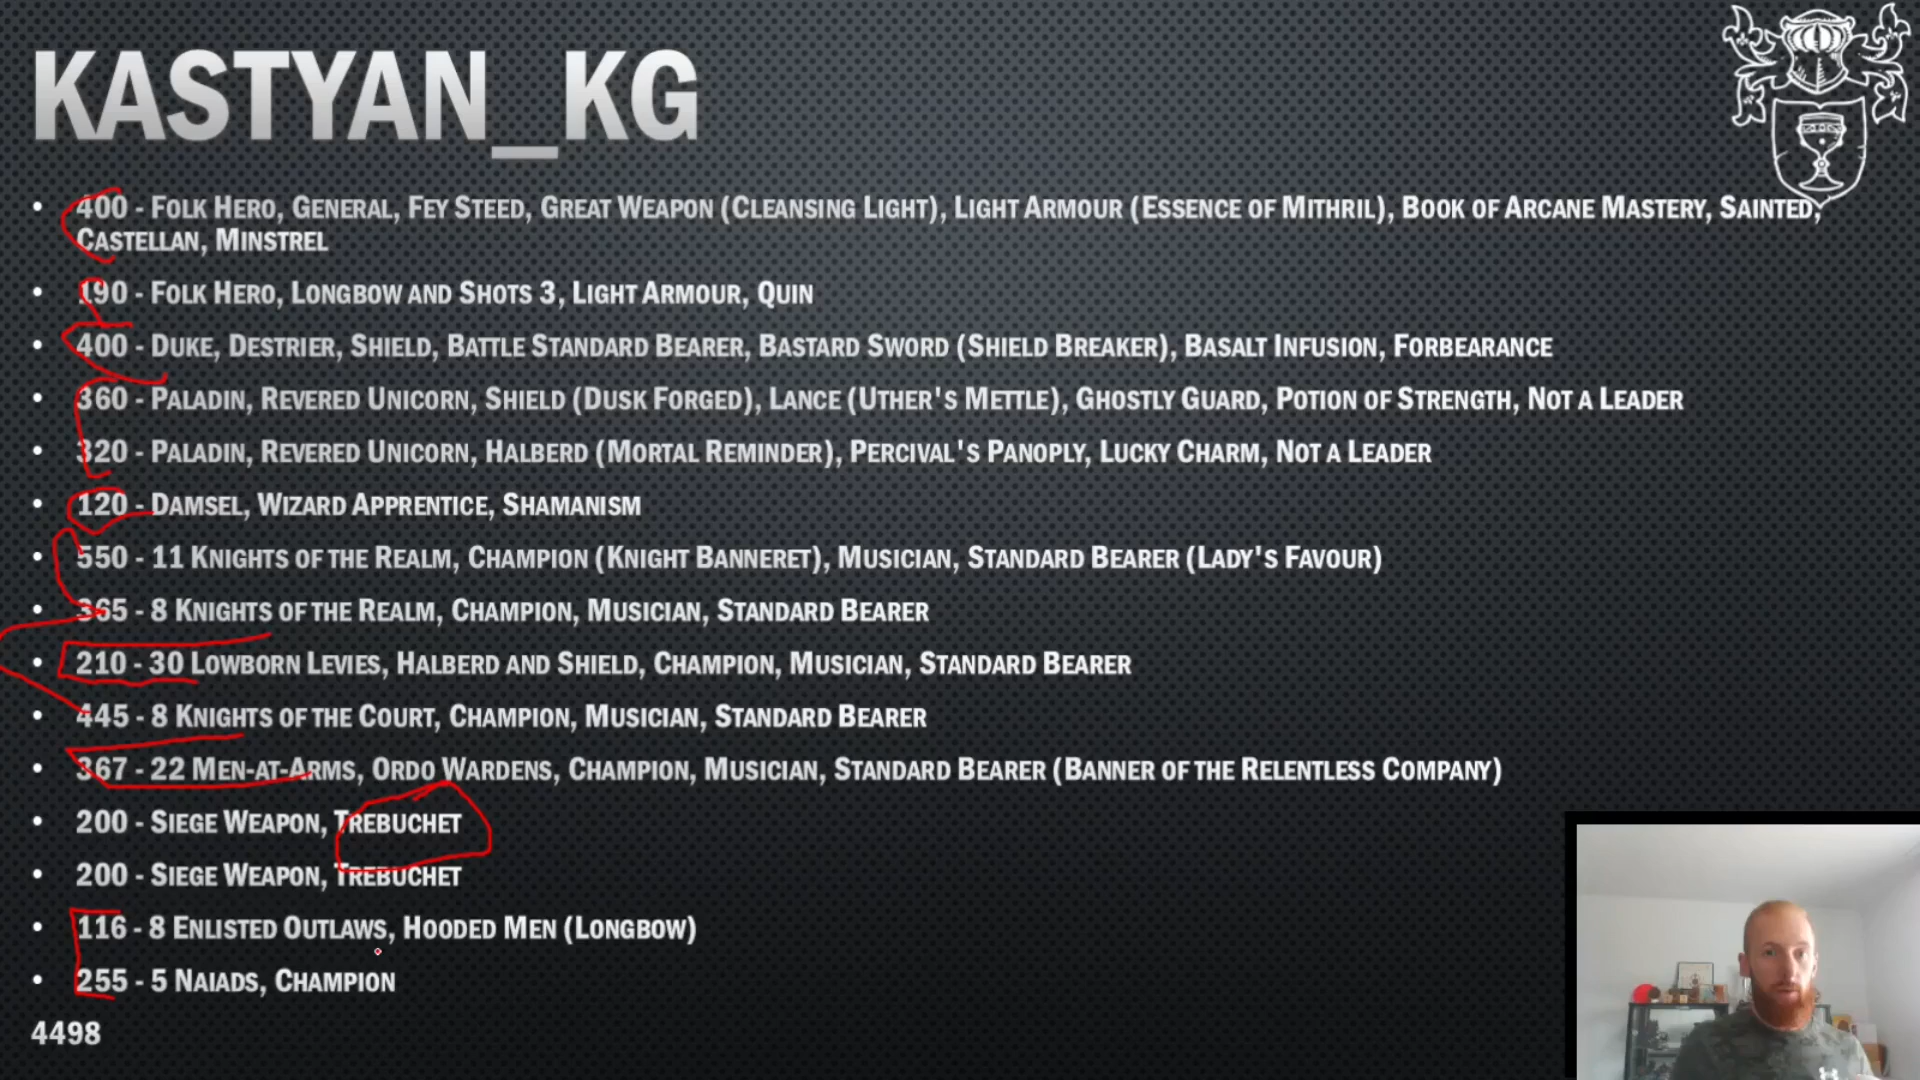 KASTYAN_KG
• 400 - Folk Hero, General, Fey Steed, Great Weapon (Cleansing Light), Light Armour (Essence of Mithril), Book of Arcane Mastery, Sainted,
Castellan, Minstrel
• 190 - Folk Hero, Longbow and Shots 3, Light Armour, Quin
• 400 - Duke, Destrier, Shield, Battle Standard Bearer, Bastard Sword (Shield Breaker), Basalt Infusion, Forbearance
• 360 - Paladin, Revered Unicorn, Shield (Dusk Forged), Lance (Uther's Mettle), Ghostly Guard, Potion of Strength, Not a Leader
• 320 - Paladin, Revered Unicorn, Halberd (Mortal Reminder), Percival's Panoply, Lucky Charm, Not a Leader
• 120 - Damsel, Wizard Apprentice, Shamanism
• 550 - 11 Knights of the Realm, Champion (Knight Banneret), Musician, Standard Bearer (Lady's Favour)
• 365 - 8 Knights of the Realm, Champion, Musician, Standard Bearer
• 210 - 30 Lowborn Levies, Halberd and Shield, Champion, Musician, Standard Bearer
• 445 - 8 Knights of the Court, Champion, Musician, Standard Bearer
• 367 - 22 Men-at-Arms, Ordo Wardens, Champion, Musician, Standard Bearer (Banner of the Relentless Company)
• 200 - Siege Weapon, Trebuchet
• 200 - Siege Weapon, Trebuchet
• 116 - 8 Enlisted Outlaws, Hooded Men (Longbow)
• 255 - 5 Naiads, Champion
4498